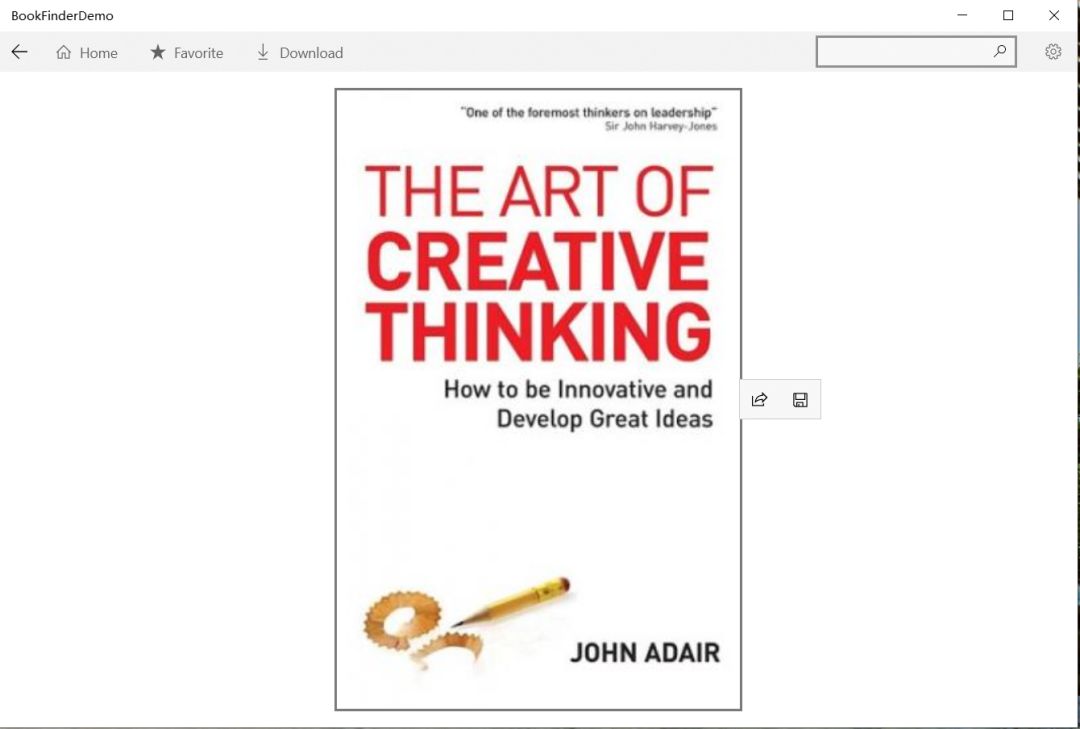 BookFinderDemo
Home Favorite Download
"One of the foremost thinkers on leadership"
Sir John Harvey-Jones
THE ART OF
CREATIVE
THINKING
How to be Innovative and
Develop Great Ideas
JOHN ADAIR